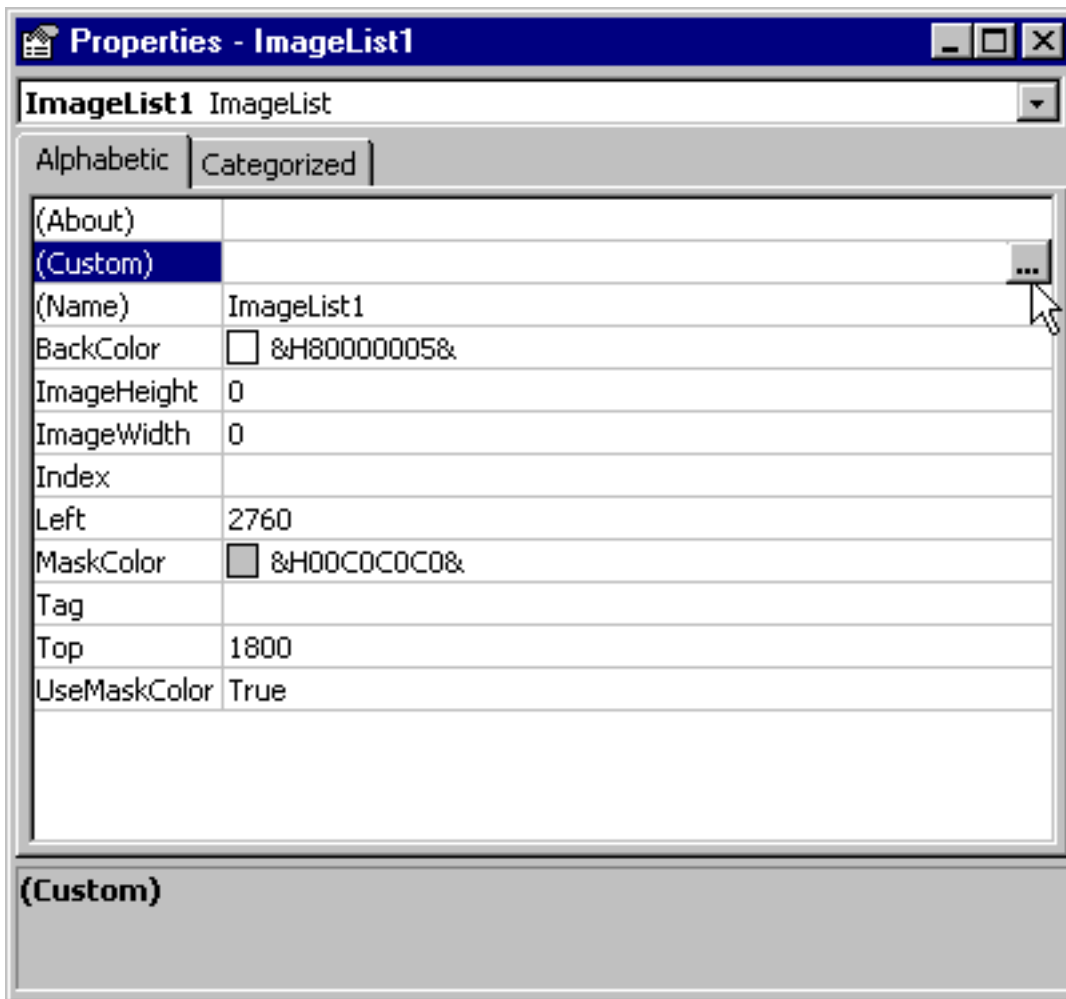 Properties - ImageList1
ImageList1 ImageList
Alphabetic Categorized
(About)
(Custom) ...
(Name) ImageList1
BackColor &H80000005&
ImageHeight 0
ImageWidth 0
Index
Left 2760
MaskColor &H00C0C0C0&
Tag
Top 1800
UseMaskColor True
(Custom)